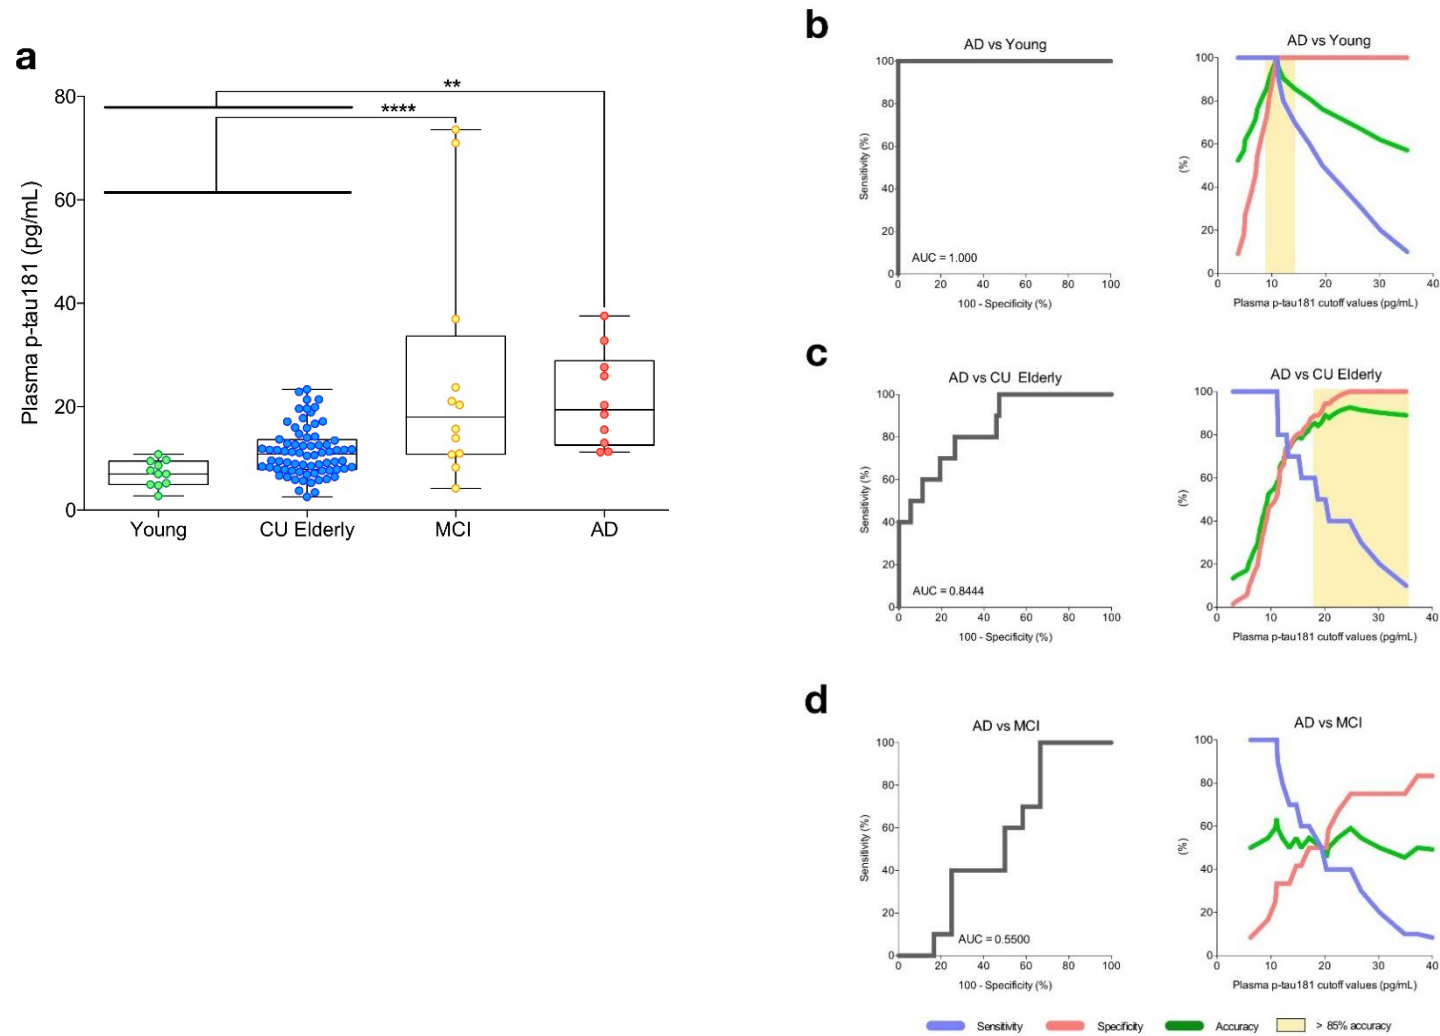 a
**
****
80
60
40
20
0
Plasma p-tau181 (pg/mL)
Young
CU Elderly
MCI
AD
b
AD vs Young
100
80
60
40
20
0
Sensitivity (%)
AUC = 1.000
0 20 40 60 80 100
100 - Specificity (%)
AD vs Young
100
80
60
40
20
0
(%)
0 10 20 30 40
Plasma p-tau181 cutoff values (pg/mL)
c
AD vs CU Elderly
100
80
60
40
20
0
Sensitivity (%)
AUC = 0.8444
0 20 40 60 80 100
100 - Specificity (%)
AD vs CU Elderly
100
80
60
40
20
0
(%)
0 10 20 30 40
Plasma p-tau181 cutoff values (pg/mL)
d
AD vs MCI
100
80
60
40
20
0
Sensitivity (%)
AUC = 0.5500
0 20 40 60 80 100
100 - Specificity (%)
AD vs MCI
100
80
60
40
20
0
(%)
0 10 20 30 40
Plasma p-tau181 cutoff values (pg/mL)
Sensitivity
Specificity
Accuracy
> 85% accuracy